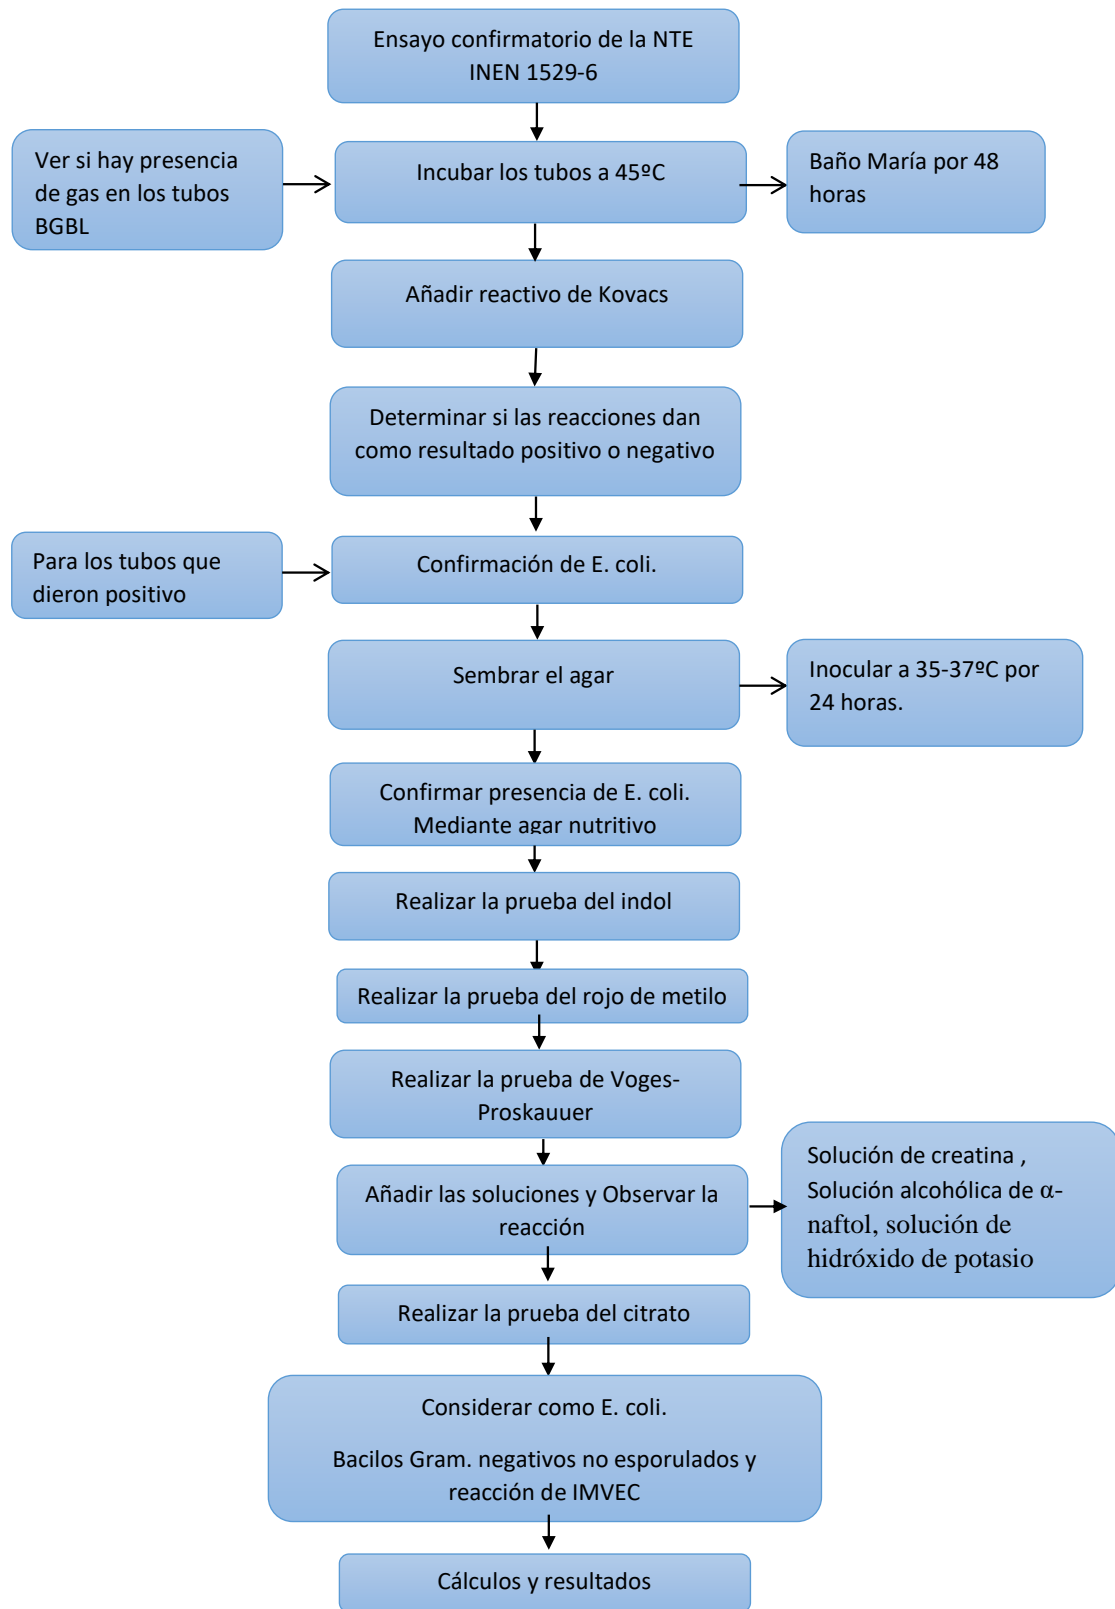 Ensayo confirmatorio de la NTE
INEN 1529-6
Ver si hay presencia
de gas en los tubos
BGBL
Incubar los tubos a 45ºC
Baño María por 48
horas
Añadir reactivo de Kovacs
Determinar si las reacciones dan
como resultado positivo o negativo
Para los tubos que
dieron positivo
Confirmación de E. coli.
Sembrar el agar
Inocular a 35-37ºC por
24 horas.
Confirmar presencia de E. coli.
Mediante agar nutritivo
Realizar la prueba del indol
Realizar la prueba del rojo de metilo
Realizar la prueba de Voges-
Proskauuer
Añadir las soluciones y Observar la
reacción
Solución de creatina ,
Solución alcohólica de α-
naftol, solución de
hidróxido de potasio
Realizar la prueba del citrato
Considerar como E. coli.
Bacilos Gram. negativos no esporulados y
reacción de IMVEC
Cálculos y resultados